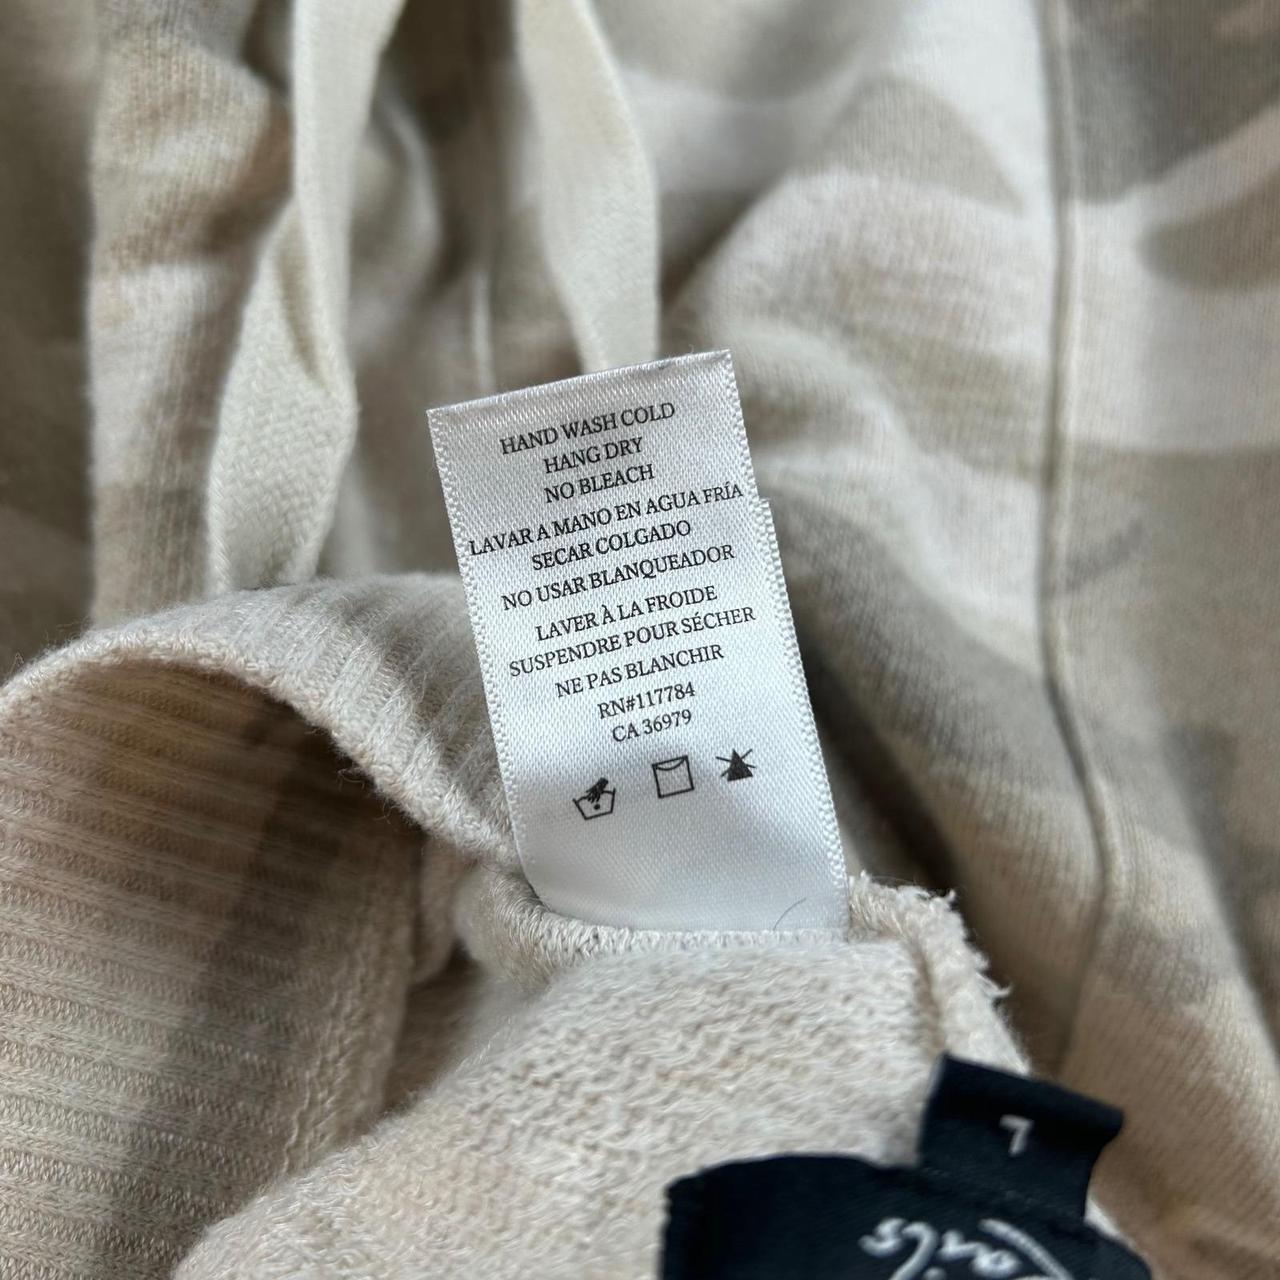 HAND WASH COLD
HANG DRY
NO BLEACH
LAVAR A MANO EN AGUA FRÍA
SECAR COLGADO
NO USAR BLANQUEADOR
LAVER À LA FROIDE
SUSPENDRE POUR SÉCHER
NE PAS BLANCHIR
RN#117784
CA 36979
L